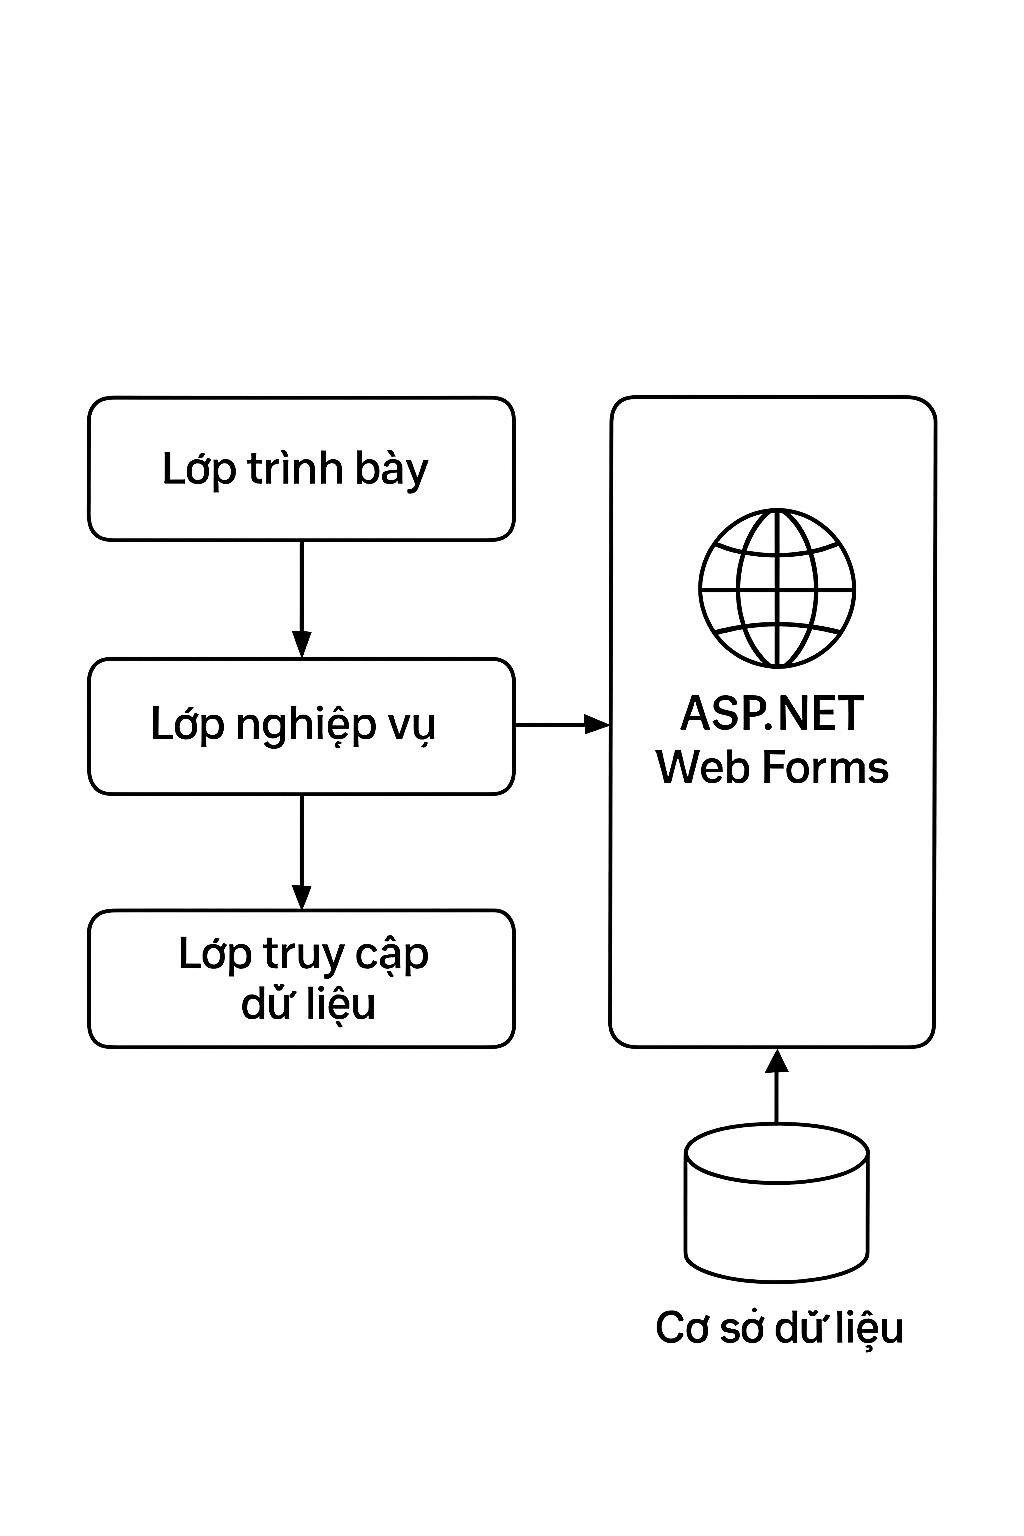 Lớp trình bày
Lớp nghiệp vụ
Lớp truy cập
dữ liệu
ASP.NET
Web Forms
Cơ sở dữ liệu